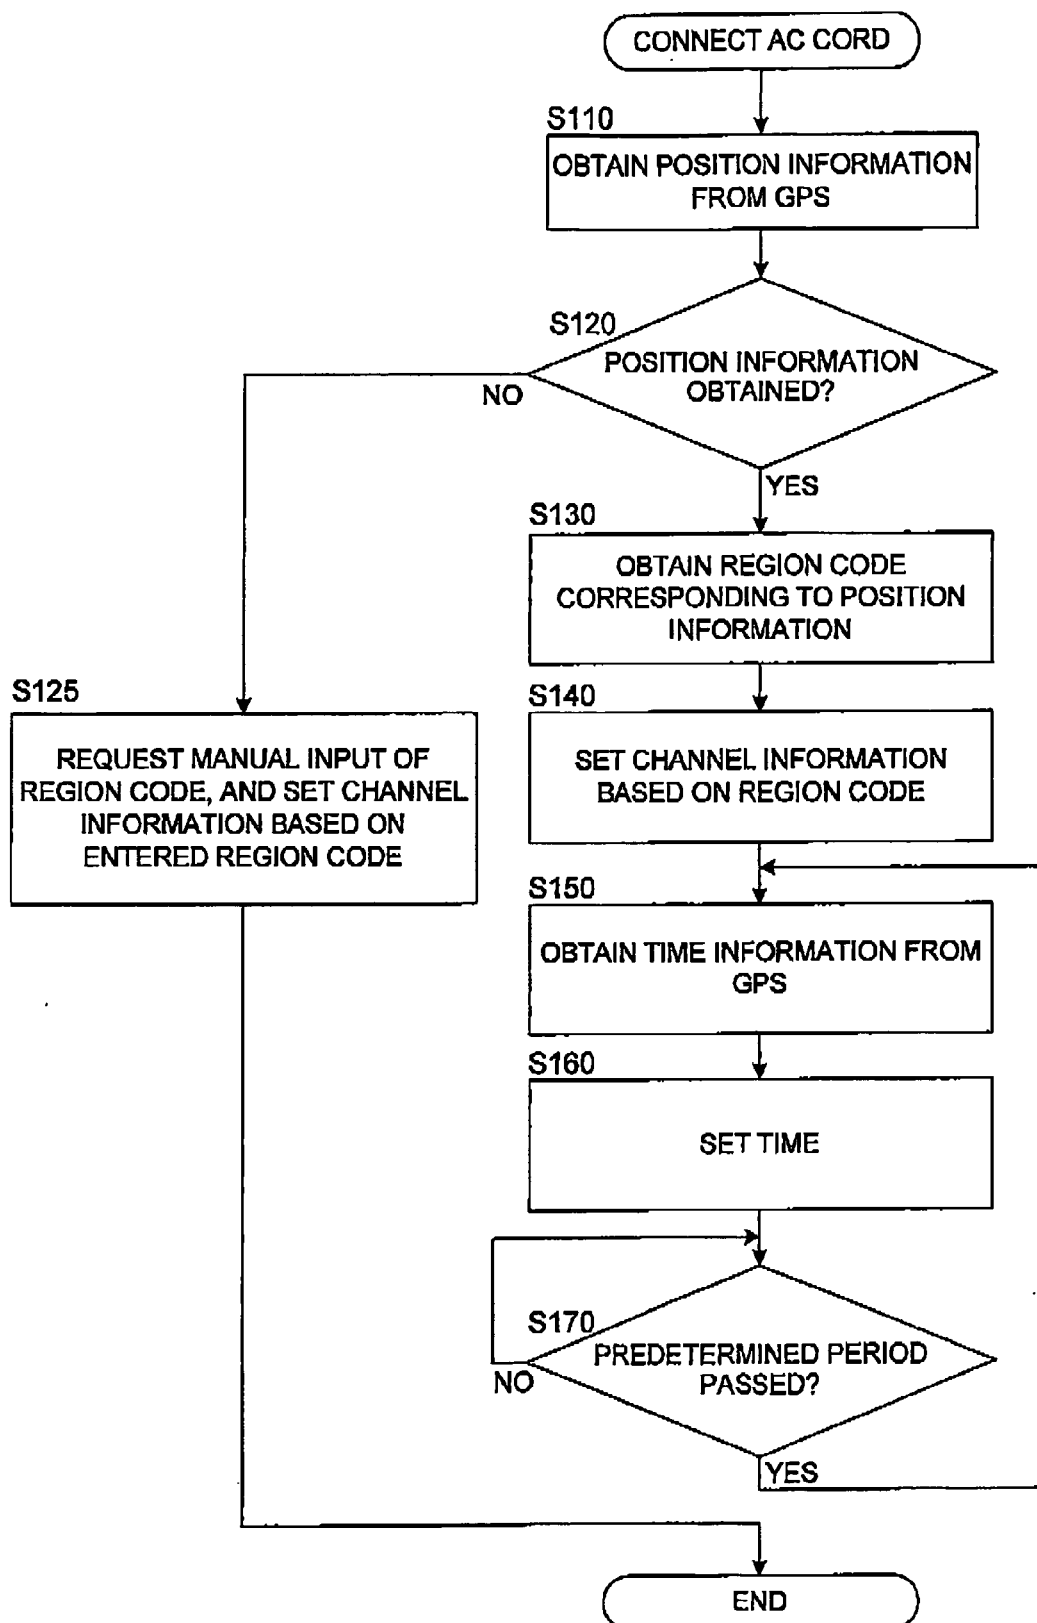 CONNECT AC CORD
S110
OBTAIN POSITION INFORMATION
FROM GPS
S120
POSITION INFORMATION
OBTAINED?
NO
YES
S130
OBTAIN REGION CODE
CORRESPONDING TO POSITION
INFORMATION
S125
REQUEST MANUAL INPUT OF
REGION CODE, AND SET CHANNEL
INFORMATION BASED ON
ENTERED REGION CODE
S140
SET CHANNEL INFORMATION
BASED ON REGION CODE
S150
OBTAIN TIME INFORMATION FROM
GPS
S160
SET TIME
S170
PREDETERMINED PERIOD
PASSED?
NO
YES
END